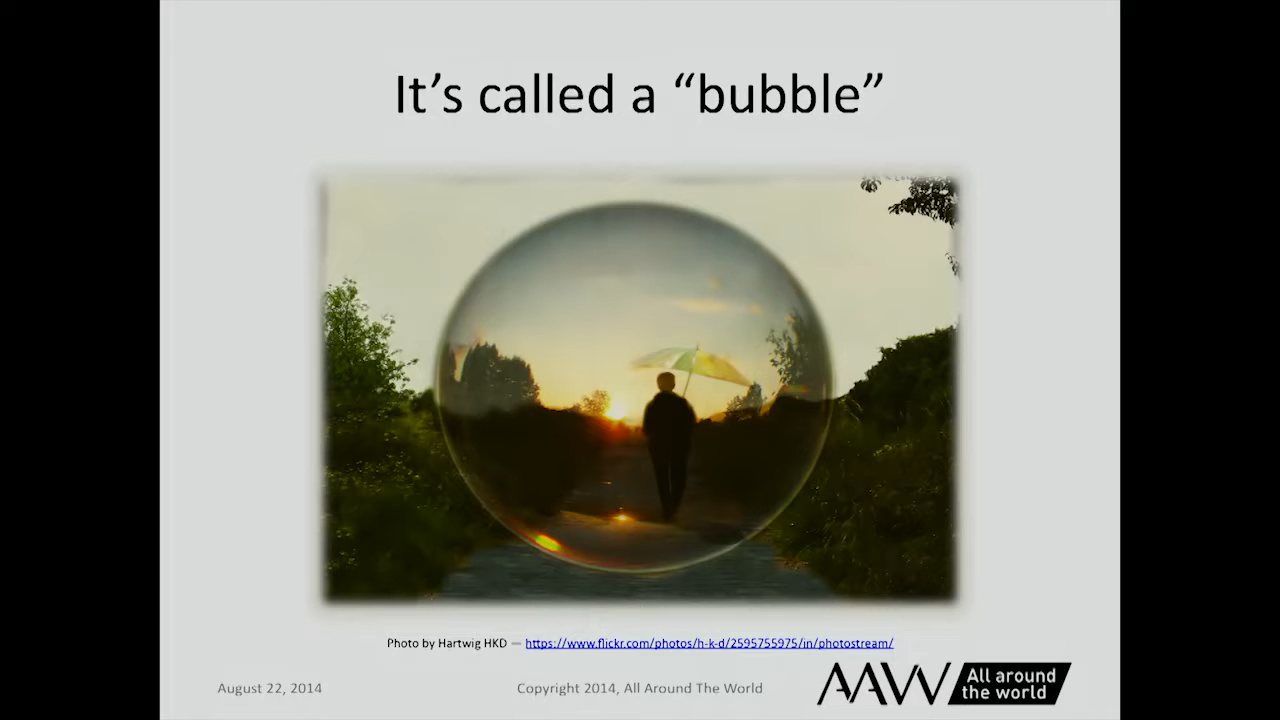 It’s called a “bubble”
Photo by Hartwig HKD — https://www.flickr.com/photos/h-k-d/2595755975/in/photostream/
August 22, 2014
Copyright 2014, All Around The World
AAW All around
the world